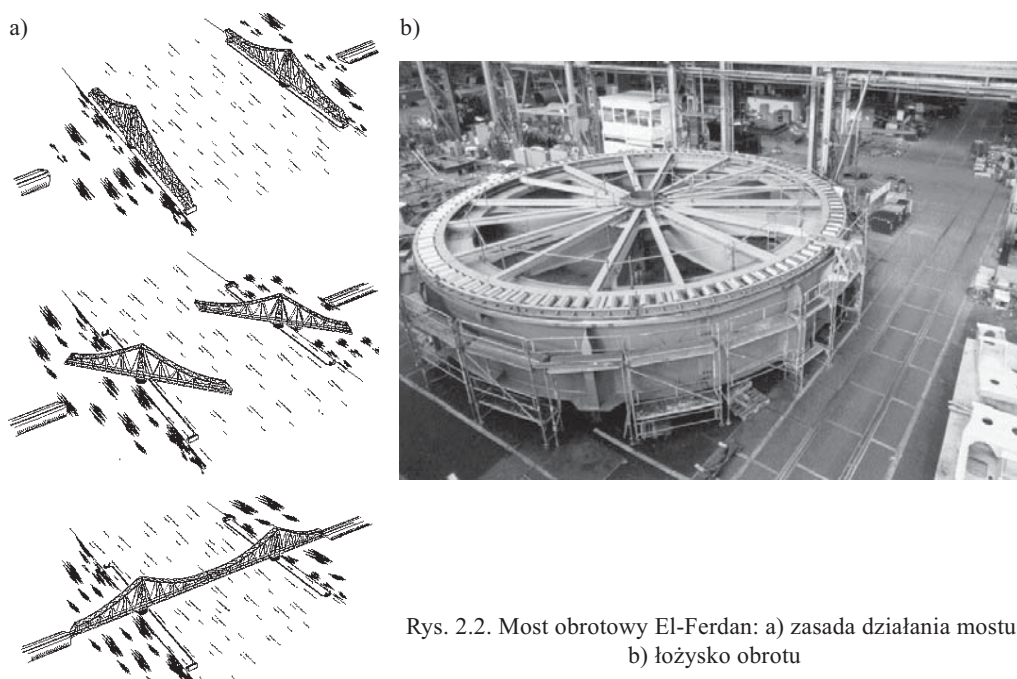 a)
b)
Rys. 2.2. Most obrotowy El-Ferdan: a) zasada działania mostu
b) łożysko obrotu